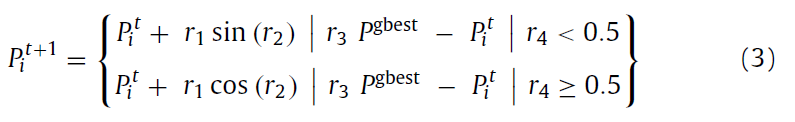 P_i^{t+1} = { P_i^t + r_1 sin (r_2) | r_3 P^{gbest} − P_i^t | r_4 < 0.5
P_i^t + r_1 cos (r_2) | r_3 P^{gbest} − P_i^t | r_4 ≥ 0.5 } (3)